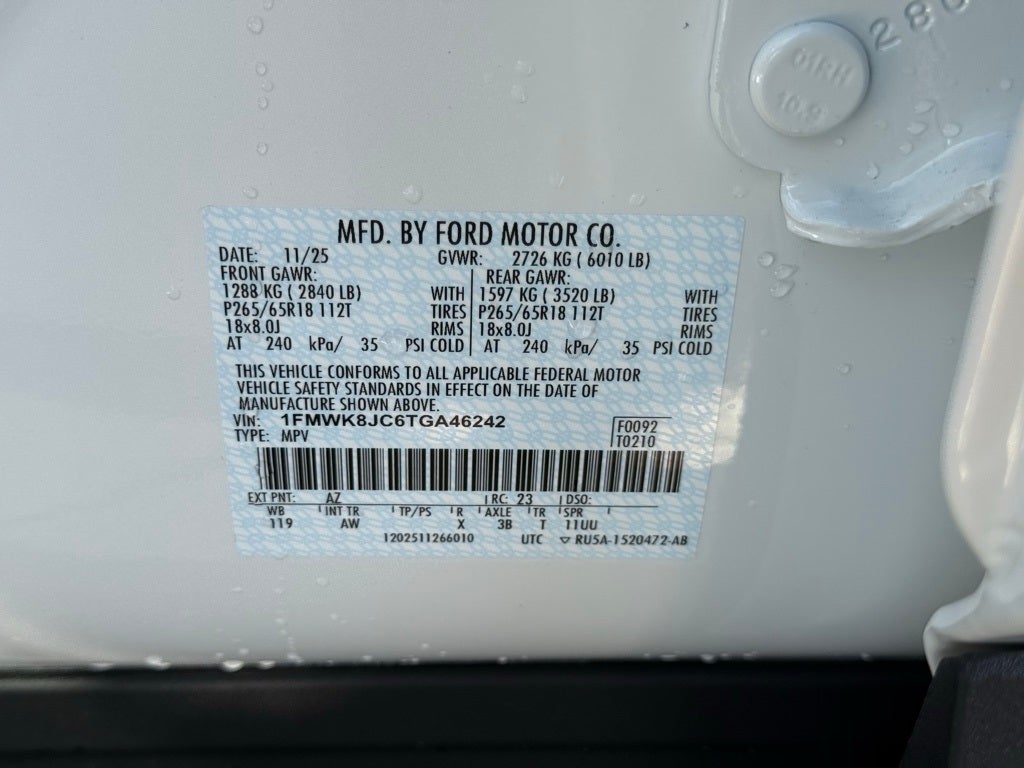 280
01RH
10.9
MFD. BY FORD MOTOR CO.
DATE: 11/25 GVWR: 2726 KG ( 6010 LB)
FRONT GAWR: REAR GAWR:
1288 KG ( 2840 LB) WITH 1597 KG ( 3520 LB) WITH
P265/65R18 112T TIRES P265/65R18 112T TIRES
18x8.0J RIMS 18x8.0J RIMS
AT 240 kPa/ 35 PSI COLD AT 240 kPa/ 35 PSI COLD
THIS VEHICLE CONFORMS TO ALL APPLICABLE FEDERAL MOTOR
VEHICLE SAFETY STANDARDS IN EFFECT ON THE DATE OF
MANUFACTURE SHOWN ABOVE.
VIN: 1FMWK8JC6TGA46242 F0092
TYPE: MPV T0210
EXT PNT: AZ RC: 23 DSO:
WB INT TR TP/PS R AXLE TR SPR
119 AW X 3B T 11UU
1202511266010 UTC ▽ RU5A-1520472-AB